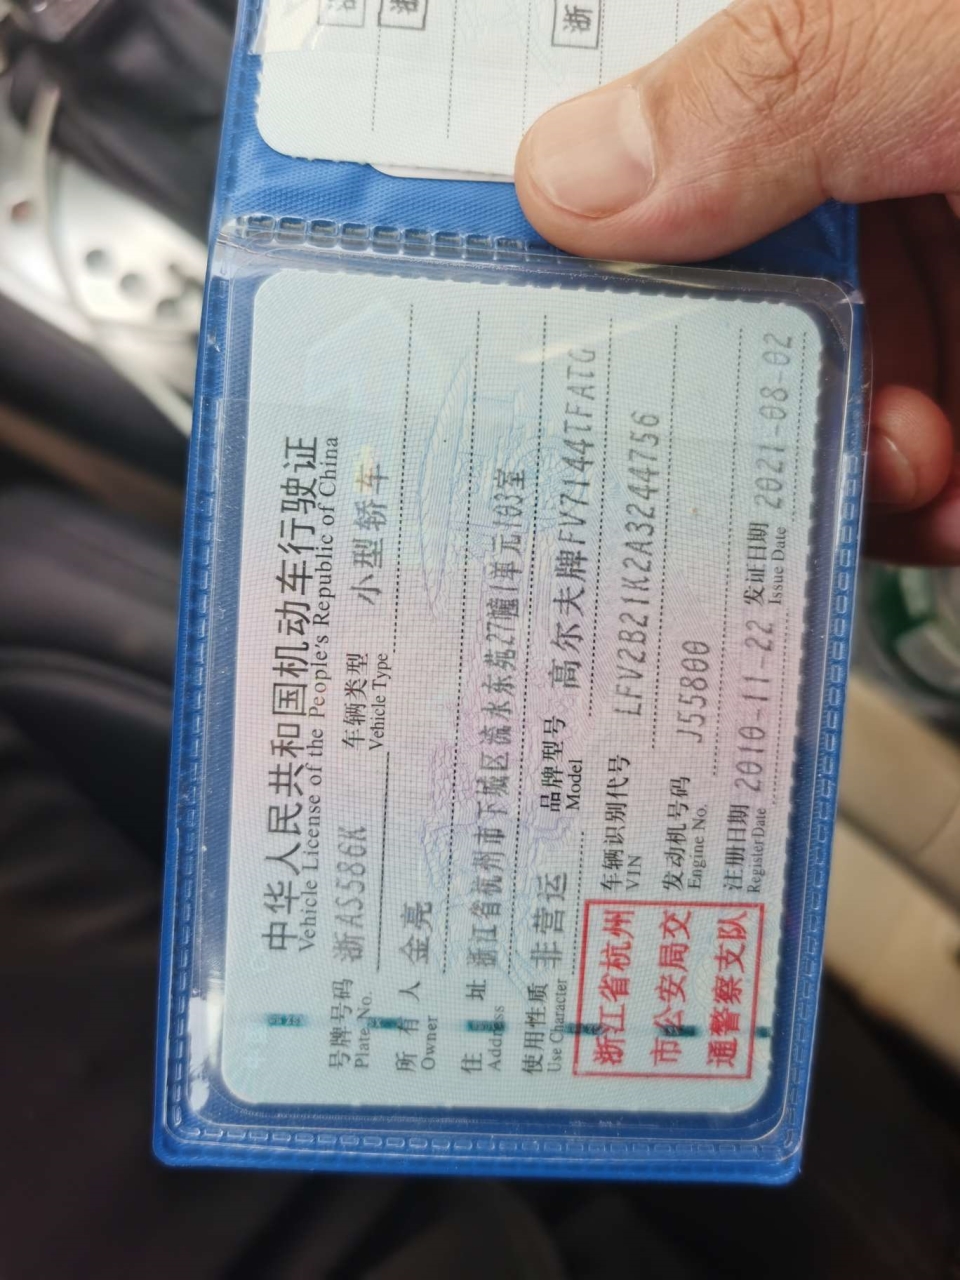 浙
中华人民共和国机动车行驶证
Vehicle License of the People's Republic of China
号牌号码 浙AS586K 车辆类型 小型轿车
Plate No. Vehicle Type
所有人 金亮
Owner
住址 浙江省杭州市下城区流水东苑27幢1单元103室
Address
使用性质 非营运 品牌型号 高尔夫牌FV7144TFATG
Use Character Model
浙江省杭州
市公安局交
通警察支队
车辆识别代号 LFV2B21K2A3244756
VIN
发动机号码 J55800
Engine No.
注册日期 2010-11-22 发证日期 2021-08-02
RegisterDate Issue Date